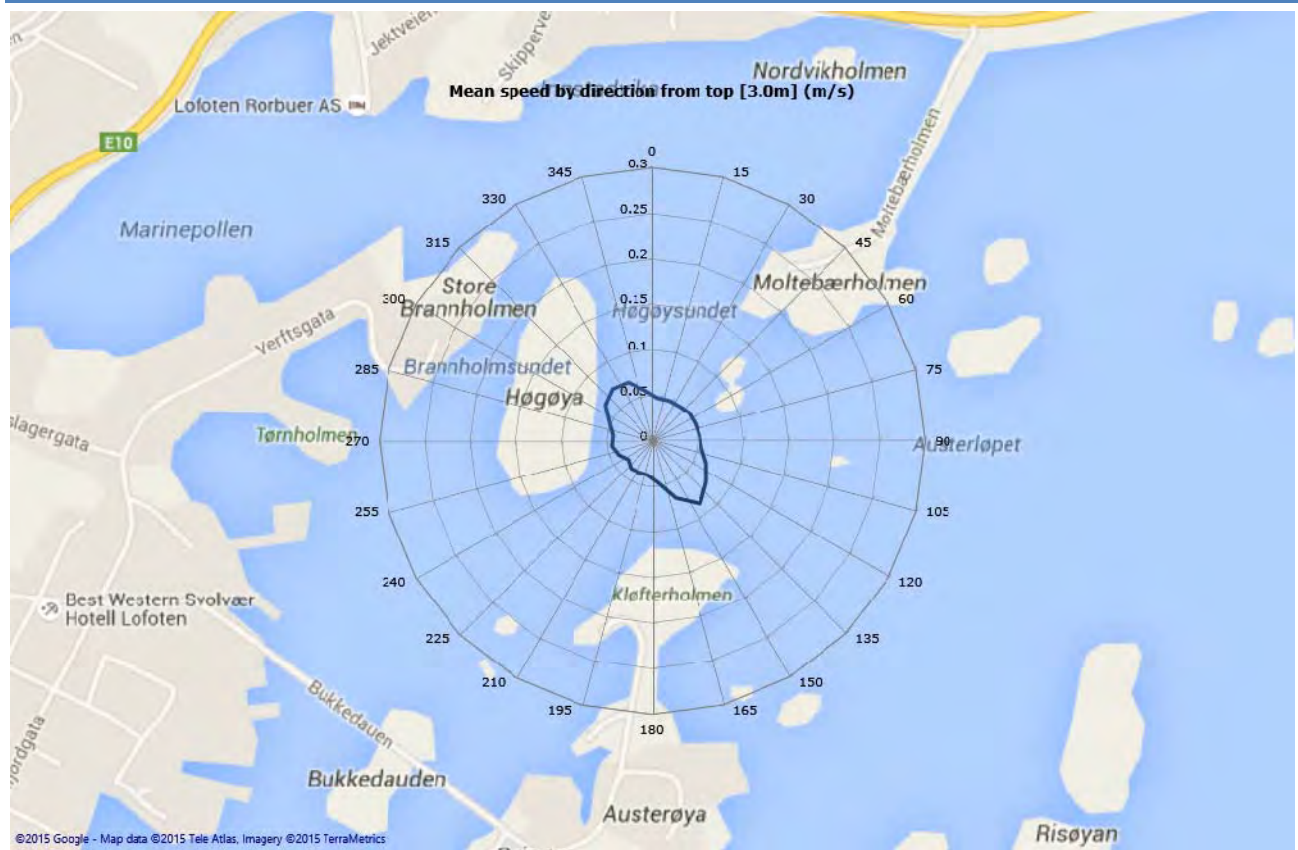 Jektveien
Skipperve
Nordvikholmen
Mean speed by direction from top [3.0m] (m/s)
Lofoten Rorbuer AS
E10
Moltebærholmen
0
0.3
345
15
330
30
0.25
Marinepollen
315
45
0.2
Store
Brannholmen
Moltebærholmen
300
60
0.15
Høgøysundet
Verftsgata
0.1
Brannholmsundet
285
75
0.05
Høgøya
slagergata
Tørnholmen
270
0
90
Austerløpet
255
105
240
120
Kløfterholmen
Best Western Svolvær
Hotell Lofoten
225
135
210
150
195
165
180
Bukkedauen
fjordgata
Bukkedauden
Austerøya
Risøyan
©2015 Google - Map data ©2015 Tele Atlas, Imagery ©2015 TerraMetrics